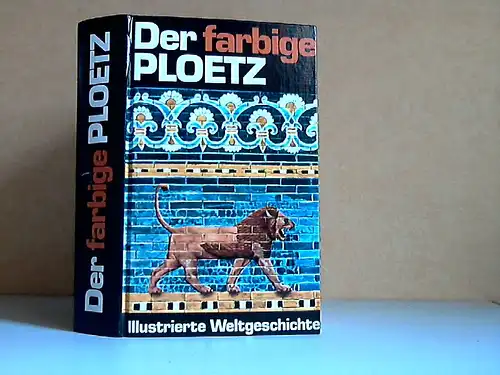 Der farbige PLOETZ
Der farbige
PLOETZ
Illustrierte Weltgeschichte